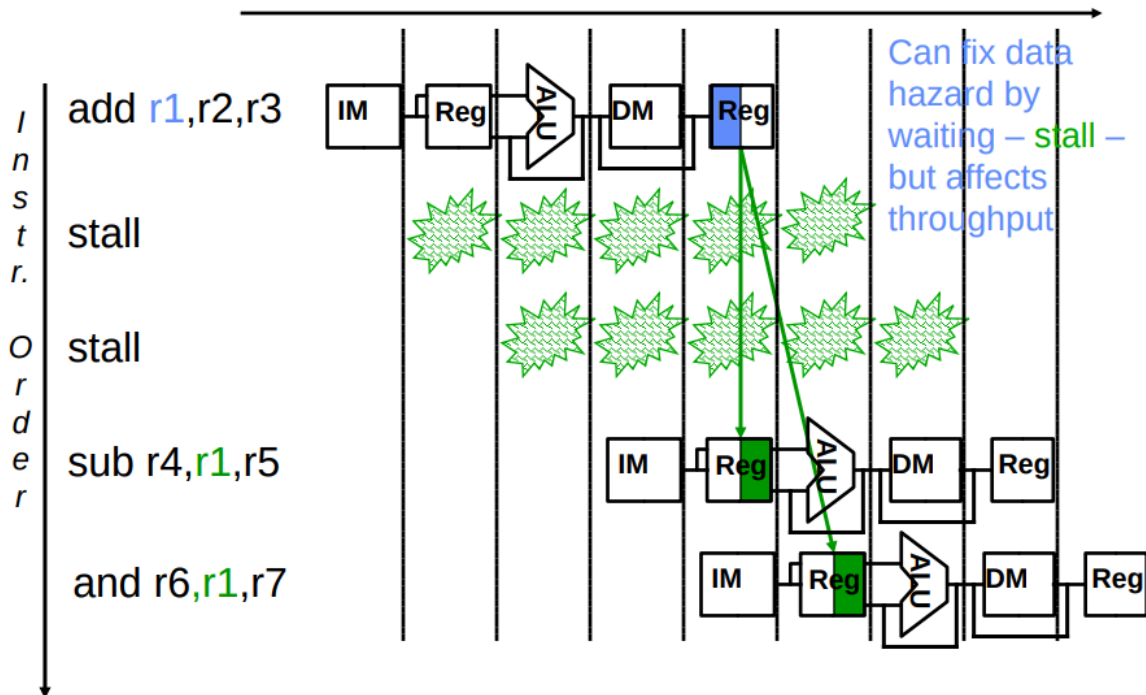 Can fix data
hazard by
waiting – stall –
but affects
throughput
Instr. Order
add r1,r2,r3
IM Reg ALU DM Reg
stall
stall
sub r4,r1,r5
IM Reg ALU DM Reg
and r6,r1,r7
IM Reg ALU DM Reg